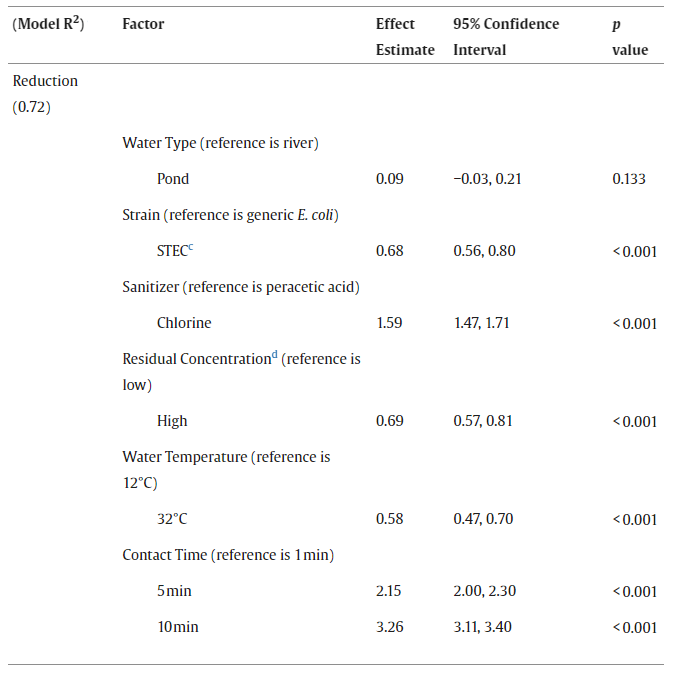 (Model R²) Factor Effect Estimate 95% Confidence Interval p value
Reduction (0.72)
Water Type (reference is river)
Pond 0.09 −0.03, 0.21 0.133
Strain (reference is generic E. coli)
STECᶜ 0.68 0.56, 0.80 <0.001
Sanitizer (reference is peracetic acid)
Chlorine 1.59 1.47, 1.71 <0.001
Residual Concentrationᵈ (reference is
low)
High 0.69 0.57, 0.81 <0.001
Water Temperature (reference is
12°C)
32°C 0.58 0.47, 0.70 <0.001
Contact Time (reference is 1 min)
5 min 2.15 2.00, 2.30 <0.001
10 min 3.26 3.11, 3.40 <0.001